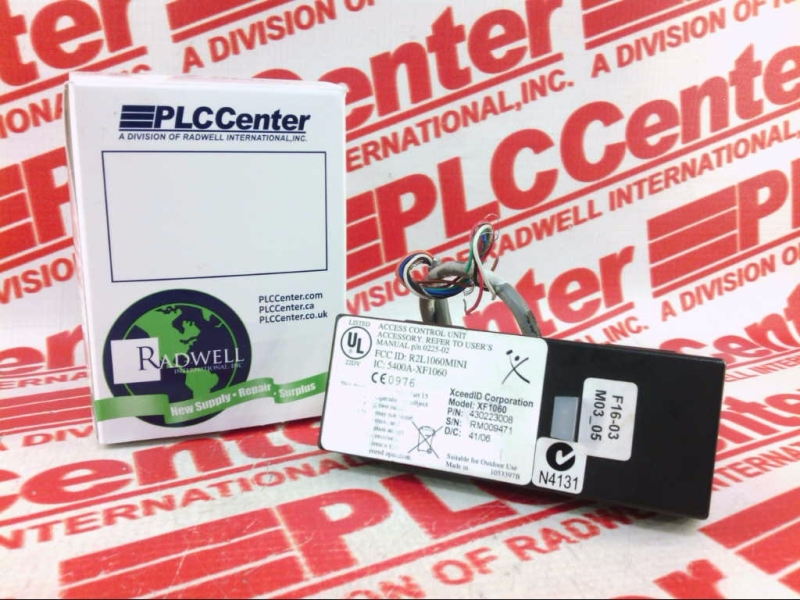 PLCCenter
A DIVISION OF RADWELL INTERNATIONAL, INC.
PLCCenter.com
PLCCenter.ca
PLCCenter.co.uk
RADWELL
INTERNATIONAL, INC
New Supply • Repair • Surplus
LISTED
UL
ACCESS CONTROL UNIT
ACCESSORY. REFER TO USER'S
MANUAL p/n 0225-02
FCC ID: R2L1060MINI
IC: 5400A-XF1060
CE0976
XceedID Corporation
Model: XF1060
P/N: 430223008
S/N: RM009471
D/C: 41/06
Suitable for Outdoor Use
Made in
N4131
F16-03
M03_05
PLCCenter
A DIVISION OF RADWELL INTERNATIONAL, INC.